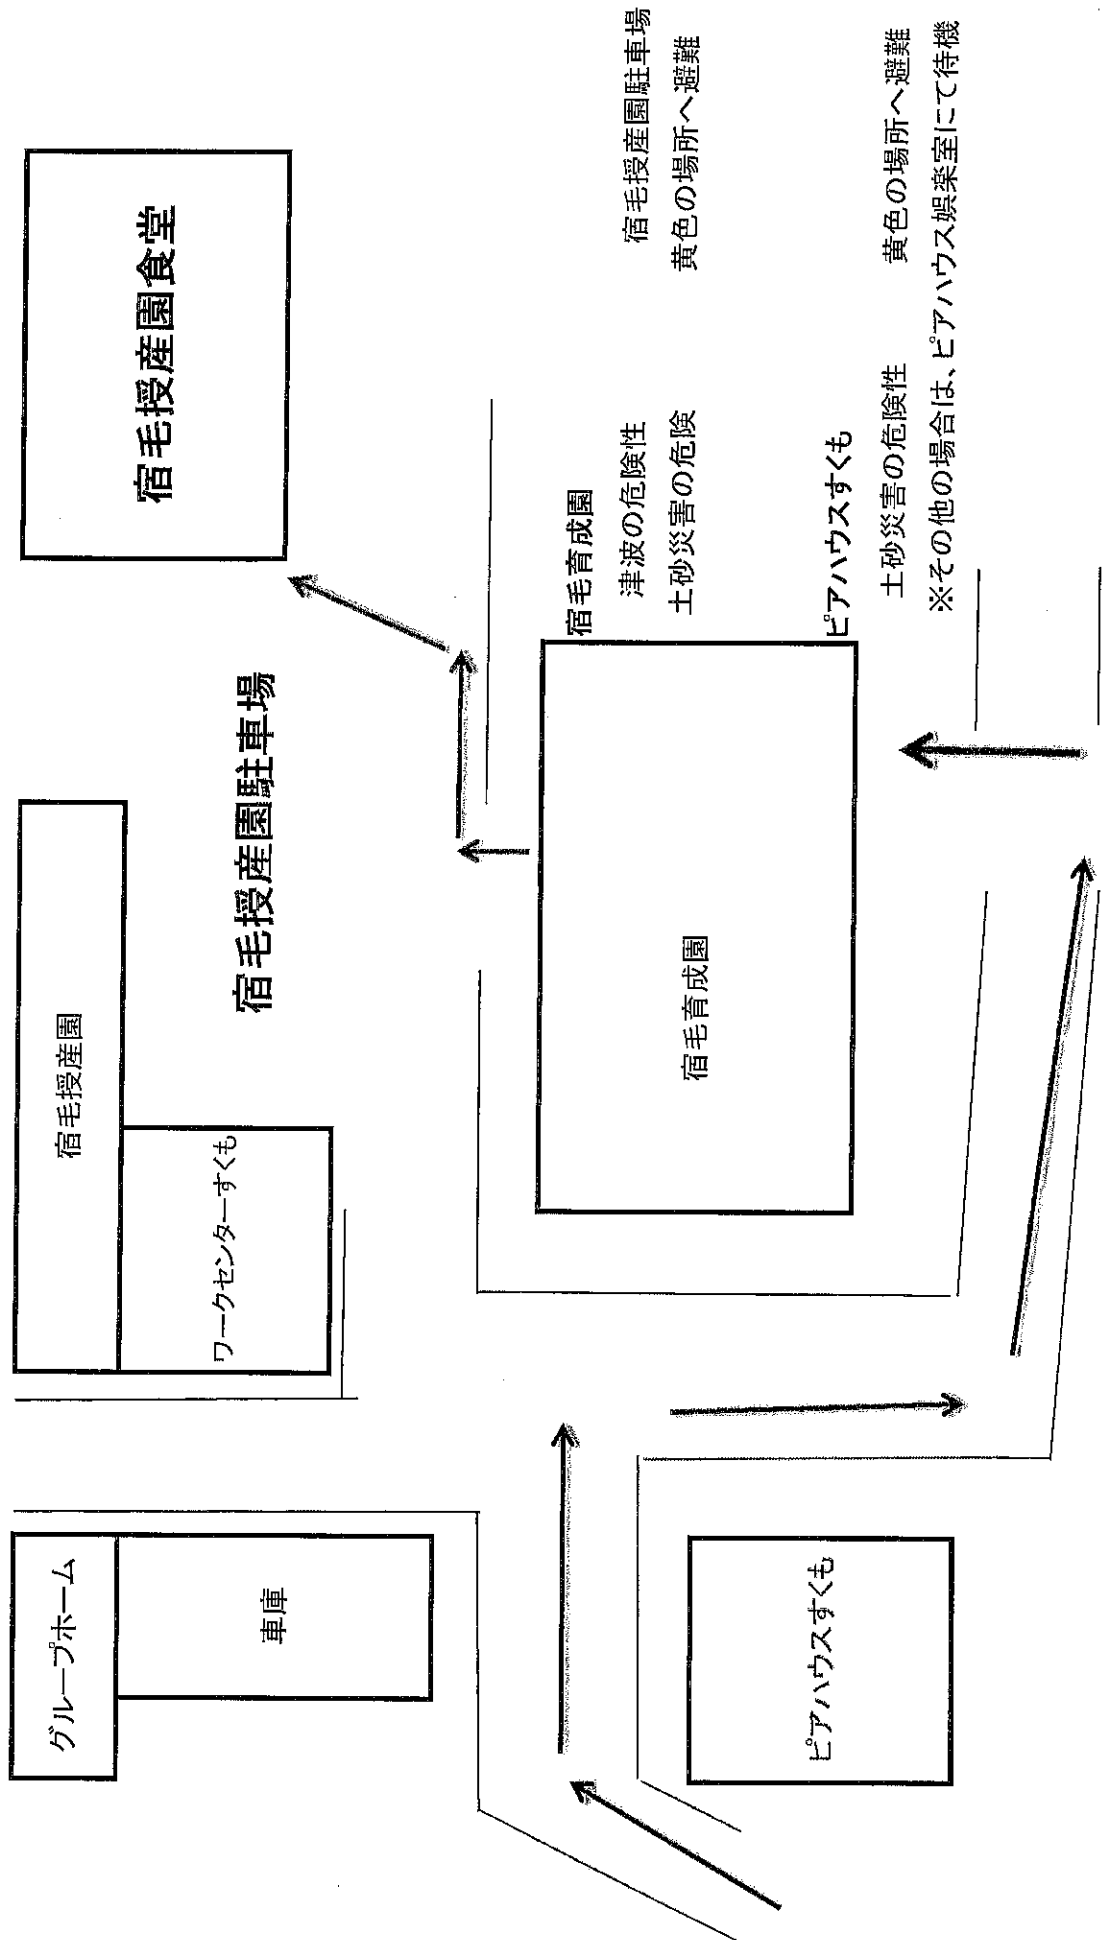 グループホーム
車庫
宿毛授産園
ワークセンターすくも
宿毛授産園駐車場
宿毛授産園食堂
ピアハウスすくも
宿毛育成園
宿毛育成園
津波の危険性 宿毛授産園駐車場
土砂災害の危険 黄色の場所へ避難
ピアハウスすくも
土砂災害の危険性 黄色の場所へ避難
※その他の場合は、ピアハウス娯楽室にて待機